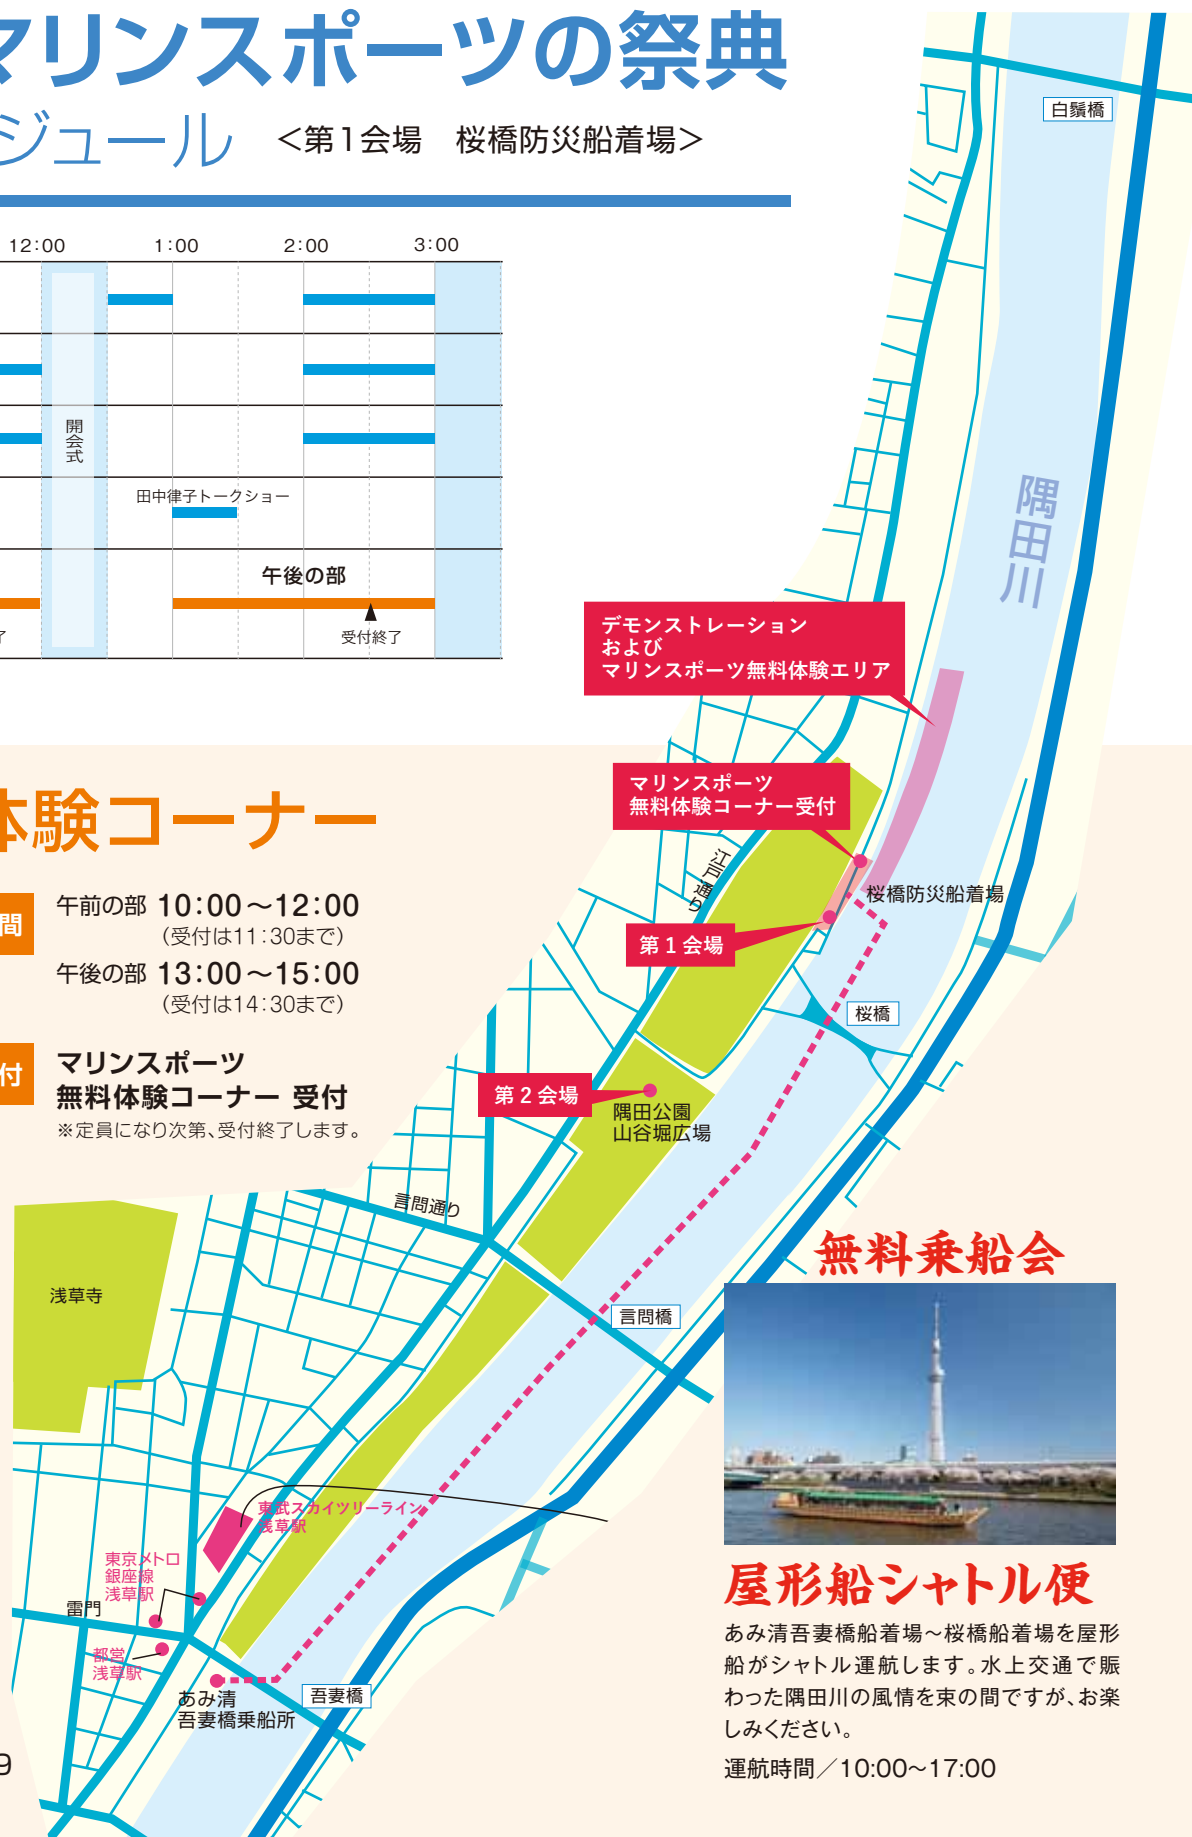 マリンスポーツの祭典
ジュール
<第1会場　桜橋防災船着場>
12:00 1:00 2:00 3:00
開会式
田中律子トークショー
午後の部
了
受付終了
体験コーナー
間
午前の部 10:00～12:00
(受付は11:30まで)
午後の部 13:00～15:00
(受付は14:30まで)
付
マリンスポーツ
無料体験コーナー 受付
※定員になり次第、受付終了します。
白鬚橋
隅田川
デモンストレーション
および
マリンスポーツ無料体験エリア
マリンスポーツ
無料体験コーナー受付
江戸通り
桜橋防災船着場
第1会場
桜橋
第2会場
隅田公園
山谷堀広場
言問通り
浅草寺
言問橋
東武スカイツリーライン
浅草駅
東京メトロ
銀座線
浅草駅
雷門
都営
浅草駅
あみ清
吾妻橋乗船所
吾妻橋
無料乗船会
屋形船シャトル便
あみ清吾妻橋船着場～桜橋船着場を屋形
船がシャトル運航します。水上交通で賑
わった隅田川の風情を束の間ですが、お楽
しみください。
運航時間／10:00～17:00
9